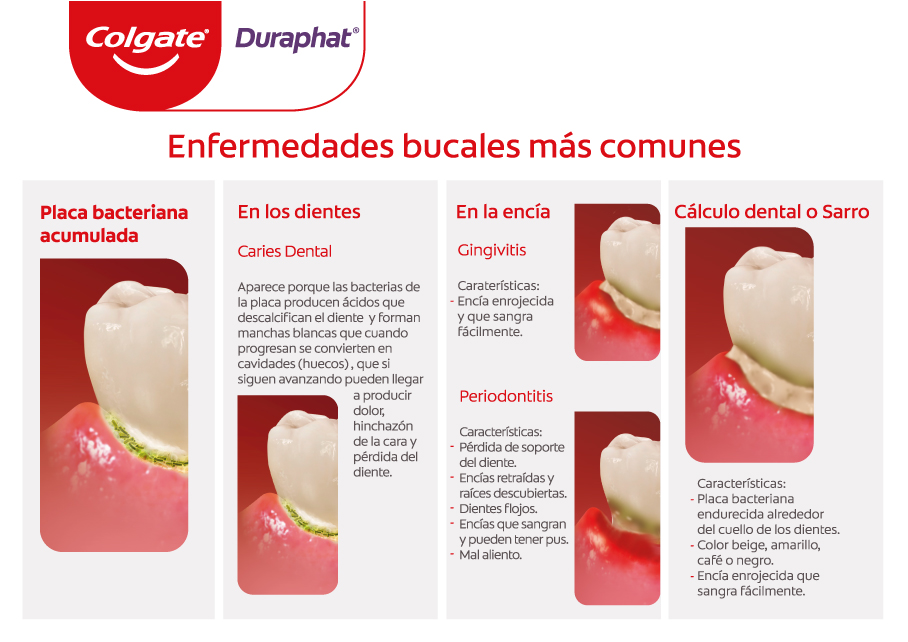 Colgate®
Duraphat®
Enfermedades bucales más comunes
Placa bacteriana
acumulada
En los dientes
Caries Dental
Aparece porque las bacterias de
la placa producen ácidos que
descalcifican el diente y forman
manchas blancas que cuando
progresan se convierten en
cavidades (huecos), que si
siguen avanzando pueden llegar
a producir
dolor,
hinchazón
de la cara y
pérdida del
diente.
En la encía
Gingivitis
Caraterísticas:
- Encía enrojecida
y que sangra
fácilmente.
Periodontitis
Características:
- Pérdida de soporte
del diente.
- Encías retraídas y
raíces descubiertas.
- Dientes flojos.
- Encías que sangran
y pueden tener pus.
- Mal aliento.
Cálculo dental o Sarro
Características:
- Placa bacteriana
endurecida alrededor
del cuello de los dientes.
- Color beige, amarillo,
café o negro.
- Encía enrojecida que
sangra fácilmente.